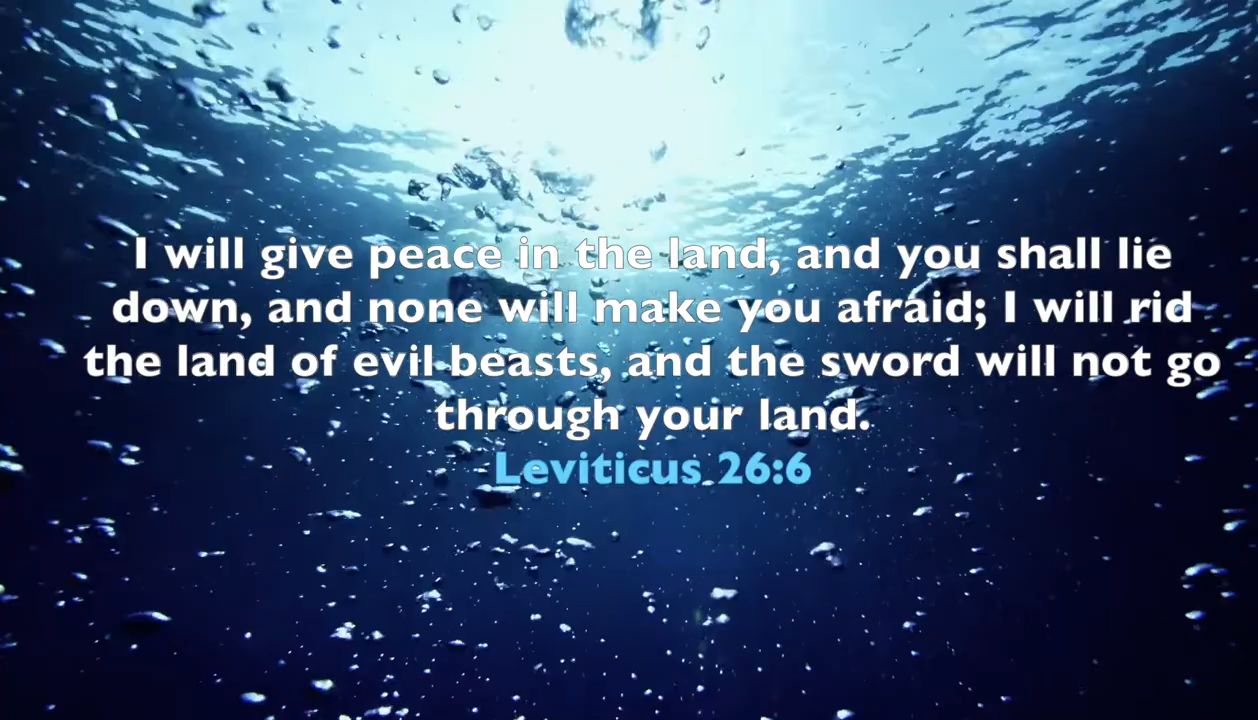 I will give peace in the land, and you shall lie
down, and none will make you afraid; I will rid
the land of evil beasts, and the sword will not go
through your land.
Leviticus 26:6